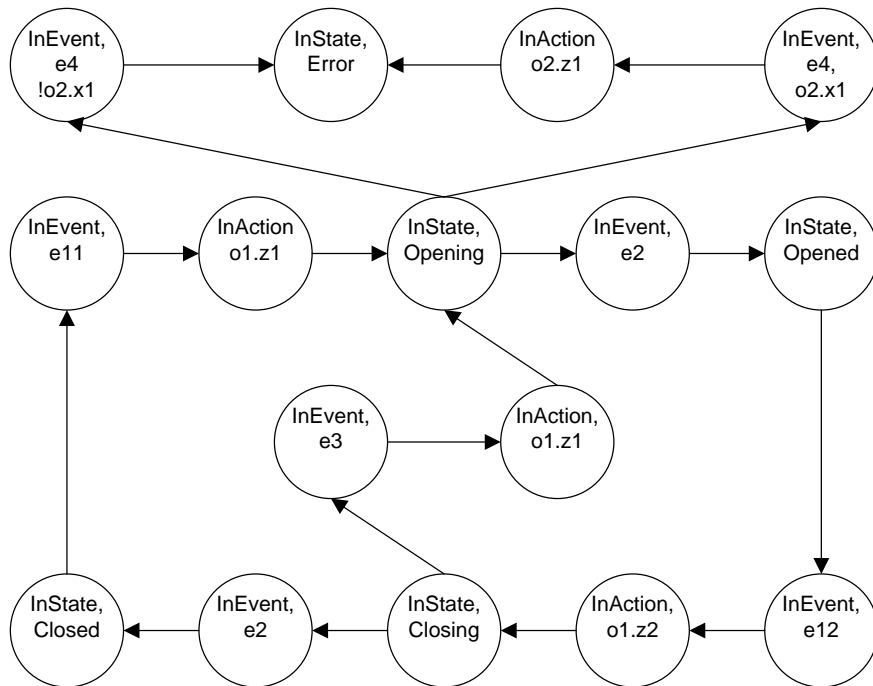 InEvent,
e4
!o2.x1
InState,
Error
InAction
o2.z1
InEvent,
e4,
o2.x1
InEvent,
e11
InAction
o1.z1
InState,
Opening
InEvent,
e2
InState,
Opened
InEvent,
e3
InAction,
o1.z1
InState,
Closed
InEvent,
e2
InState,
Closing
InAction,
o1.z2
InEvent,
e12